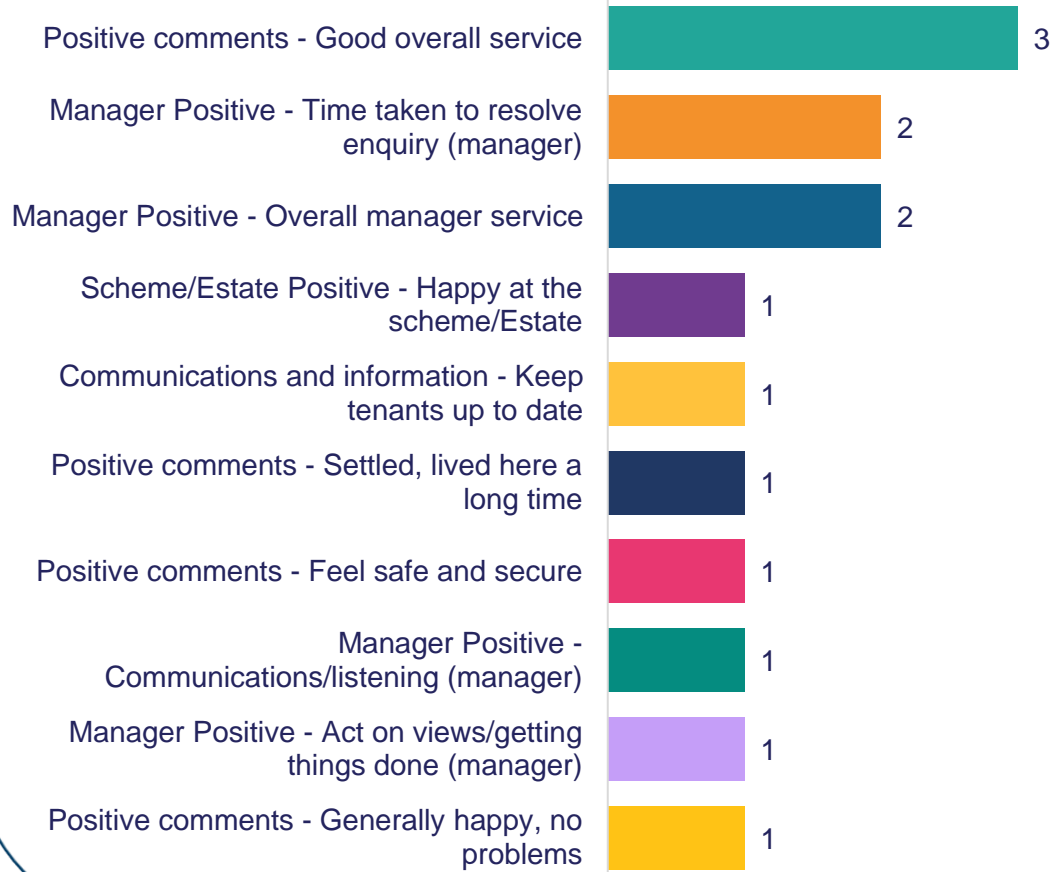 Positive comments - Good overall service
3
Manager Positive - Time taken to resolve
enquiry (manager)
2
Manager Positive - Overall manager service
2
Scheme/Estate Positive - Happy at the
scheme/Estate
1
Communications and information - Keep
tenants up to date
1
Positive comments - Settled, lived here a
long time
1
Positive comments - Feel safe and secure
1
Manager Positive -
Communications/listening (manager)
1
Manager Positive - Act on views/getting
things done (manager)
1
Positive comments - Generally happy, no
problems
1